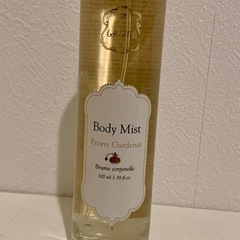 Body Mist
Peony Gardenia
Brume corporelle
100 ml 3.38 fl oz